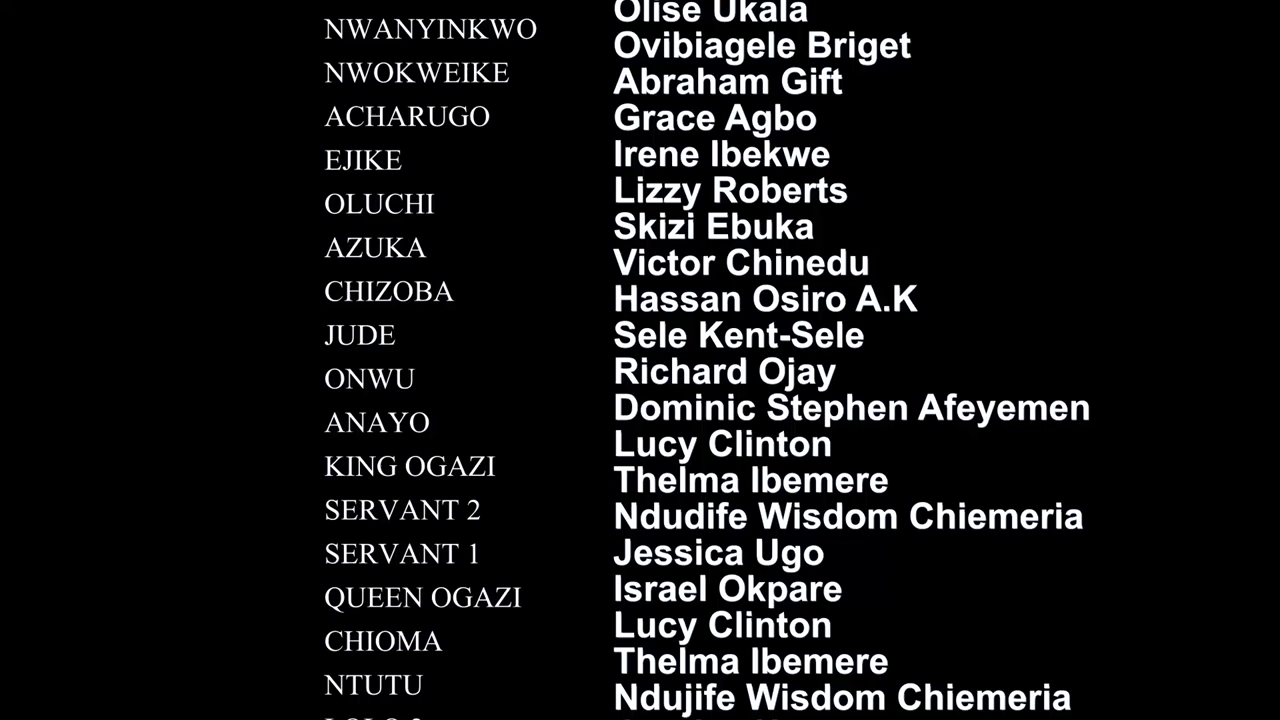 NWANYINKWO
NWOKWEIKE
ACHARUGO
EJIKE
OLUCHI
AZUKA
CHIZOBA
JUDE
ONWU
ANAYO
KING OGAZI
SERVANT 2
SERVANT 1
QUEEN OGAZI
CHIOMA
NTUTU
Olise Ukala
Ovibiagele Briget
Abraham Gift
Grace Agbo
Irene Ibekwe
Lizzy Roberts
Skizi Ebuka
Victor Chinedu
Hassan Osiro A.K
Sele Kent-Sele
Richard Ojay
Dominic Stephen Afeyemen
Lucy Clinton
Thelma Ibemere
Ndudife Wisdom Chiemeria
Jessica Ugo
Israel Okpare
Lucy Clinton
Thelma Ibemere
Ndujife Wisdom Chiemeria